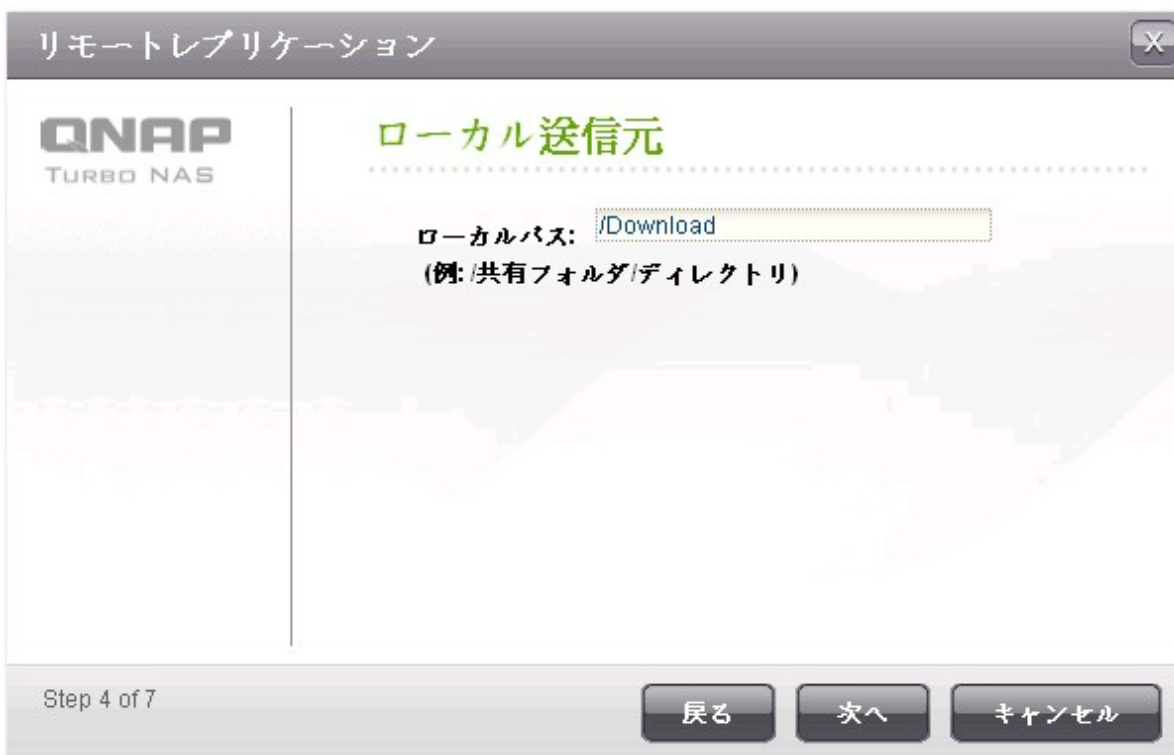 リモートレプリケーション
X
QNAP
TURBO NAS
ローカル送信元
ローカルパス: /Download
(例: /共有フォルダ/ディレクトリ)
Step 4 of 7
戻る
次へ
キャンセル